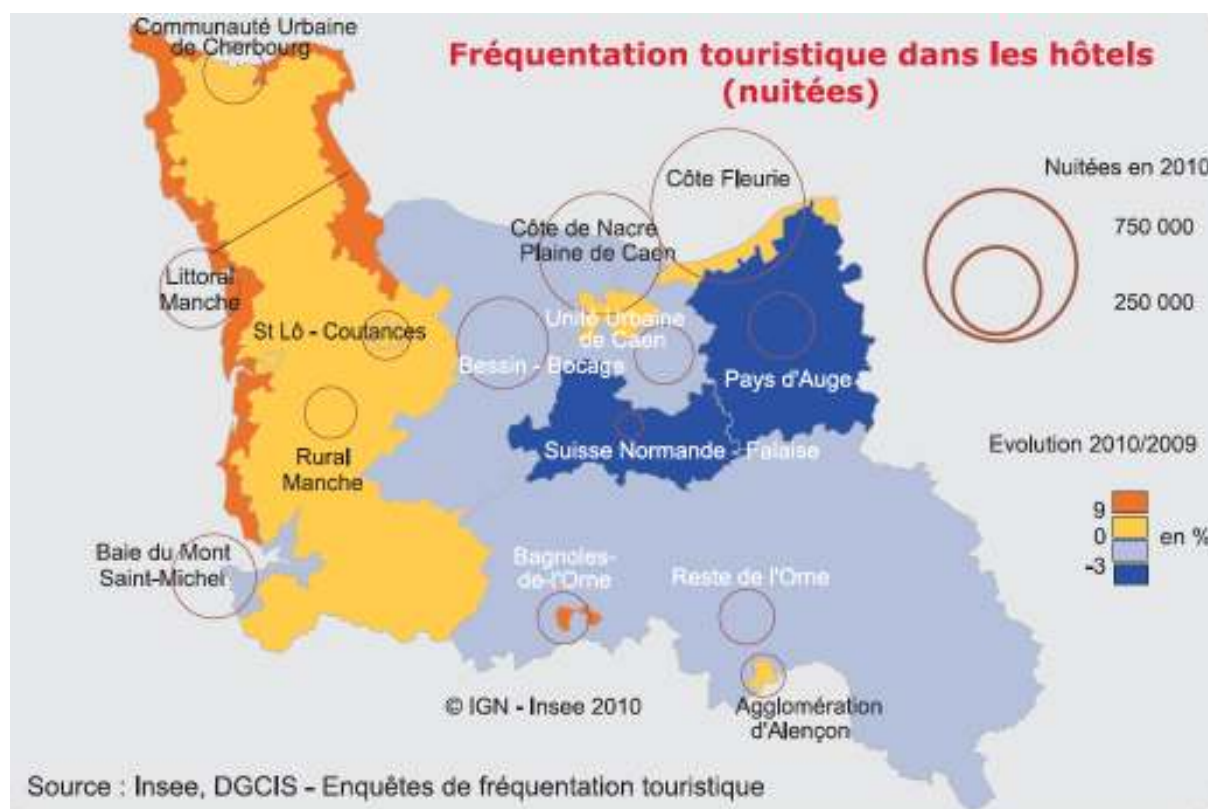 Communauté Urbaine
de Cherbourg
Fréquentation touristique dans les hôtels
(nuitées)
Nuitées en 2010
750 000
250 000
Côte Fleurie
Côte de Nacre
Plaine de Caen
Littoral
Manche
St Lô - Coutances
Unité Urbaine
de Caen
Bessin - Bocage
Pays d'Auge
Rural
Manche
Suisse Normande - Falaise
Evolution 2010/2009
9
0
-3
en %
Baie du Mont
Saint-Michel
Bagnoles-
de-l'Orne
Reste de l'Orne
© IGN - Insee 2010
Agglomération
d'Alençon
Source : Insee, DGCIS - Enquêtes de fréquentation touristique